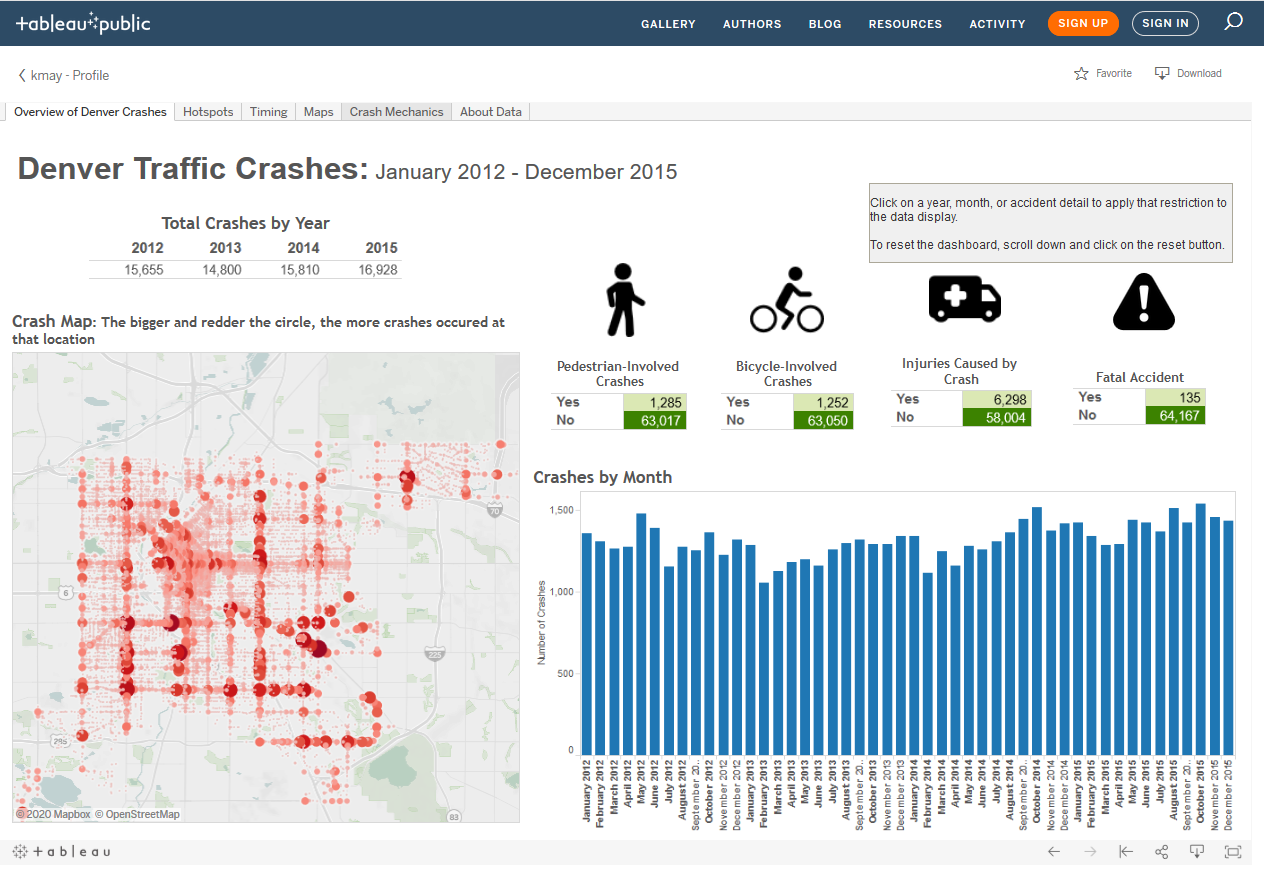 +ableau public
GALLERY AUTHORS BLOG RESOURCES ACTIVITY SIGN UP SIGN IN
kmay - Profile
Favorite Download
Overview of Denver Crashes Hotspots Timing Maps Crash Mechanics About Data
Denver Traffic Crashes: January 2012 - December 2015
Click on a year, month, or accident detail to apply that restriction to
the data display.
To reset the dashboard, scroll down and click on the reset button.
Total Crashes by Year
2012 2013 2014 2015
15,655 14,800 15,810 16,928
Crash Map: The bigger and redder the circle, the more crashes occured at
that location
70
6
225
285
83
© 2020 Mapbox © OpenStreetMap
Pedestrian-Involved
Crashes
Yes 1,285
No 63,017
Bicycle-Involved
Crashes
Yes 1,252
No 63,050
Injuries Caused by
Crash
Yes 6,298
No 58,004
Fatal Accident
Yes 135
No 64,167
Crashes by Month
Number of Crashes
1,500
1,000
500
0
January 2012
February 2012
March 2012
April 2012
May 2012
June 2012
July 2012
August 2012
September 20..
October 2012
November 2012
December 2012
January 2013
February 2013
March 2013
April 2013
May 2013
June 2013
July 2013
August 2013
September 20..
October 2013
November 2013
December 2013
January 2014
February 2014
March 2014
April 2014
May 2014
June 2014
July 2014
August 2014
September 20..
October 2014
November 2014
December 2014
January 2015
February 2015
March 2015
April 2015
May 2015
June 2015
July 2015
August 2015
September 20..
October 2015
November 2015
December 2015
+ a b | e a u